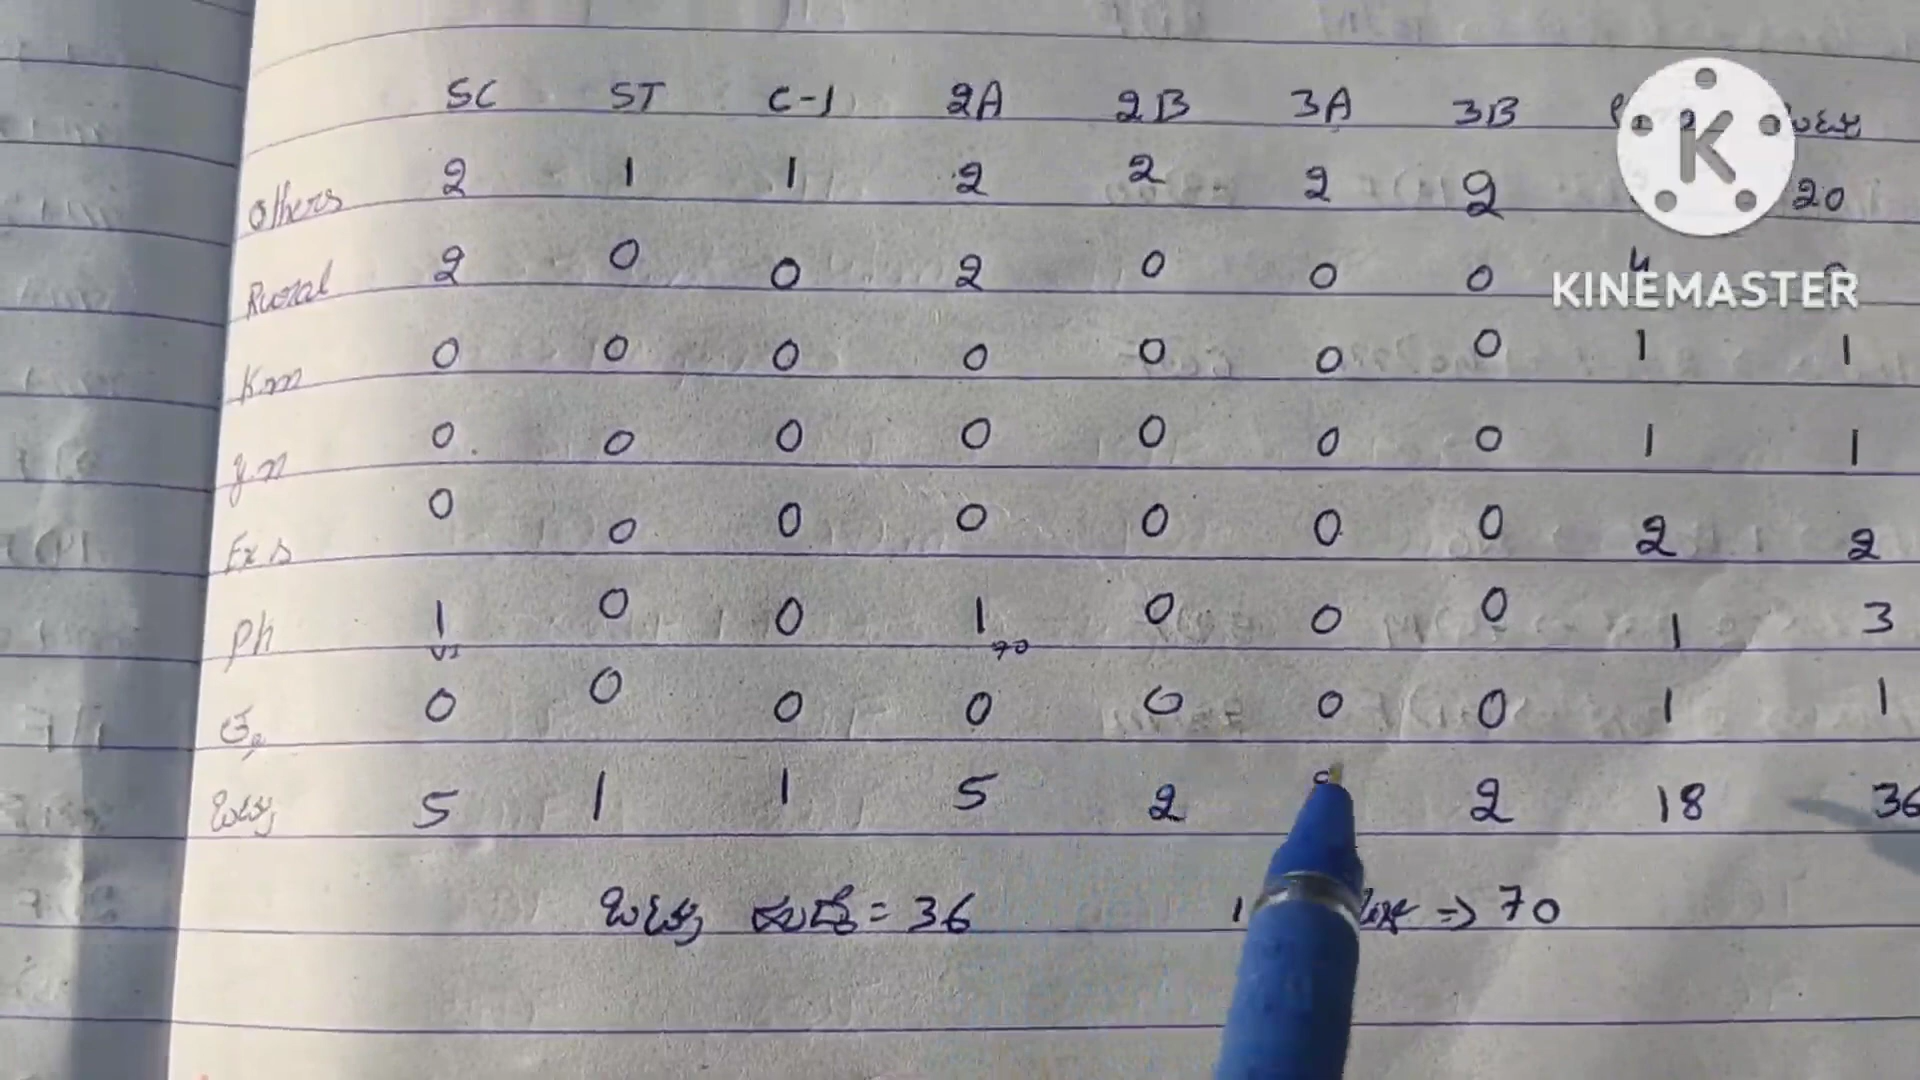 SC ST C-1 2A 2B 3A 3B
Others 2 1 1 2 2 2 2 20
Rural 2 0 0 2 0 0 0 4
K.m 0 0 0 0 0 0 0 1 1
y.m 0 0 0 0 0 0 0 1 1
Ex s 0 0 0 0 0 0 0 2 2
Ph 1 0 0 1 0 0 0 1 3
0 0 0 0 0 0 0 1 1
ಒಟ್ಟು 5 1 1 5 2 2 18 36
ಒಟ್ಟು ಹುದ್ದೆ = 36 => 70
KINEMASTER